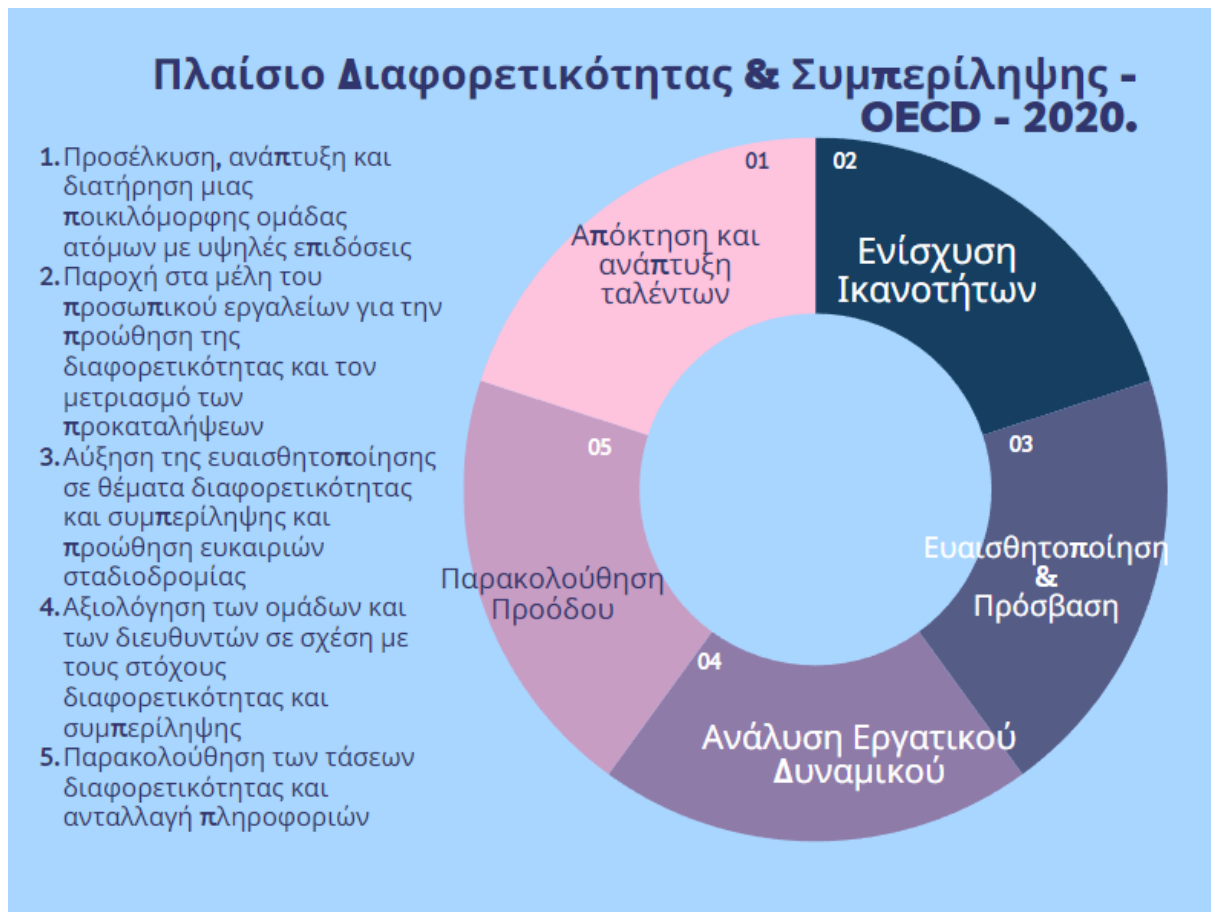 Πλαίσιο Διαφορετικότητας & Συμπερίληψης -
OECD - 2020.
1. Προσέλκυση, ανάπτυξη και
διατήρηση μιας
ποικιλόμορφης ομάδας
ατόμων με υψηλές επιδόσεις
2. Παροχή στα μέλη του
προσωπικού εργαλείων για την
προώθηση της
διαφορετικότητας και τον
μετριασμό των
προκαταλήψεων
3. Αύξηση της ευαισθητοποίησης
σε θέματα διαφορετικότητας
και συμπερίληψης και
προώθηση ευκαιριών
σταδιοδρομίας
4. Αξιολόγηση των ομάδων και
των διευθυντών σε σχέση με
τους στόχους
διαφορετικότητας και
συμπερίληψης
5. Παρακολούθηση των τάσεων
διαφορετικότητας και
ανταλλαγή πληροφοριών
01
Απόκτηση και
ανάπτυξη
ταλέντων
02
Ενίσχυση
Ικανοτήτων
03
Ευαισθητοποίηση
&
Πρόσβαση
04
Ανάλυση Εργατικού
Δυναμικού
05
Παρακολούθηση
Προόδου